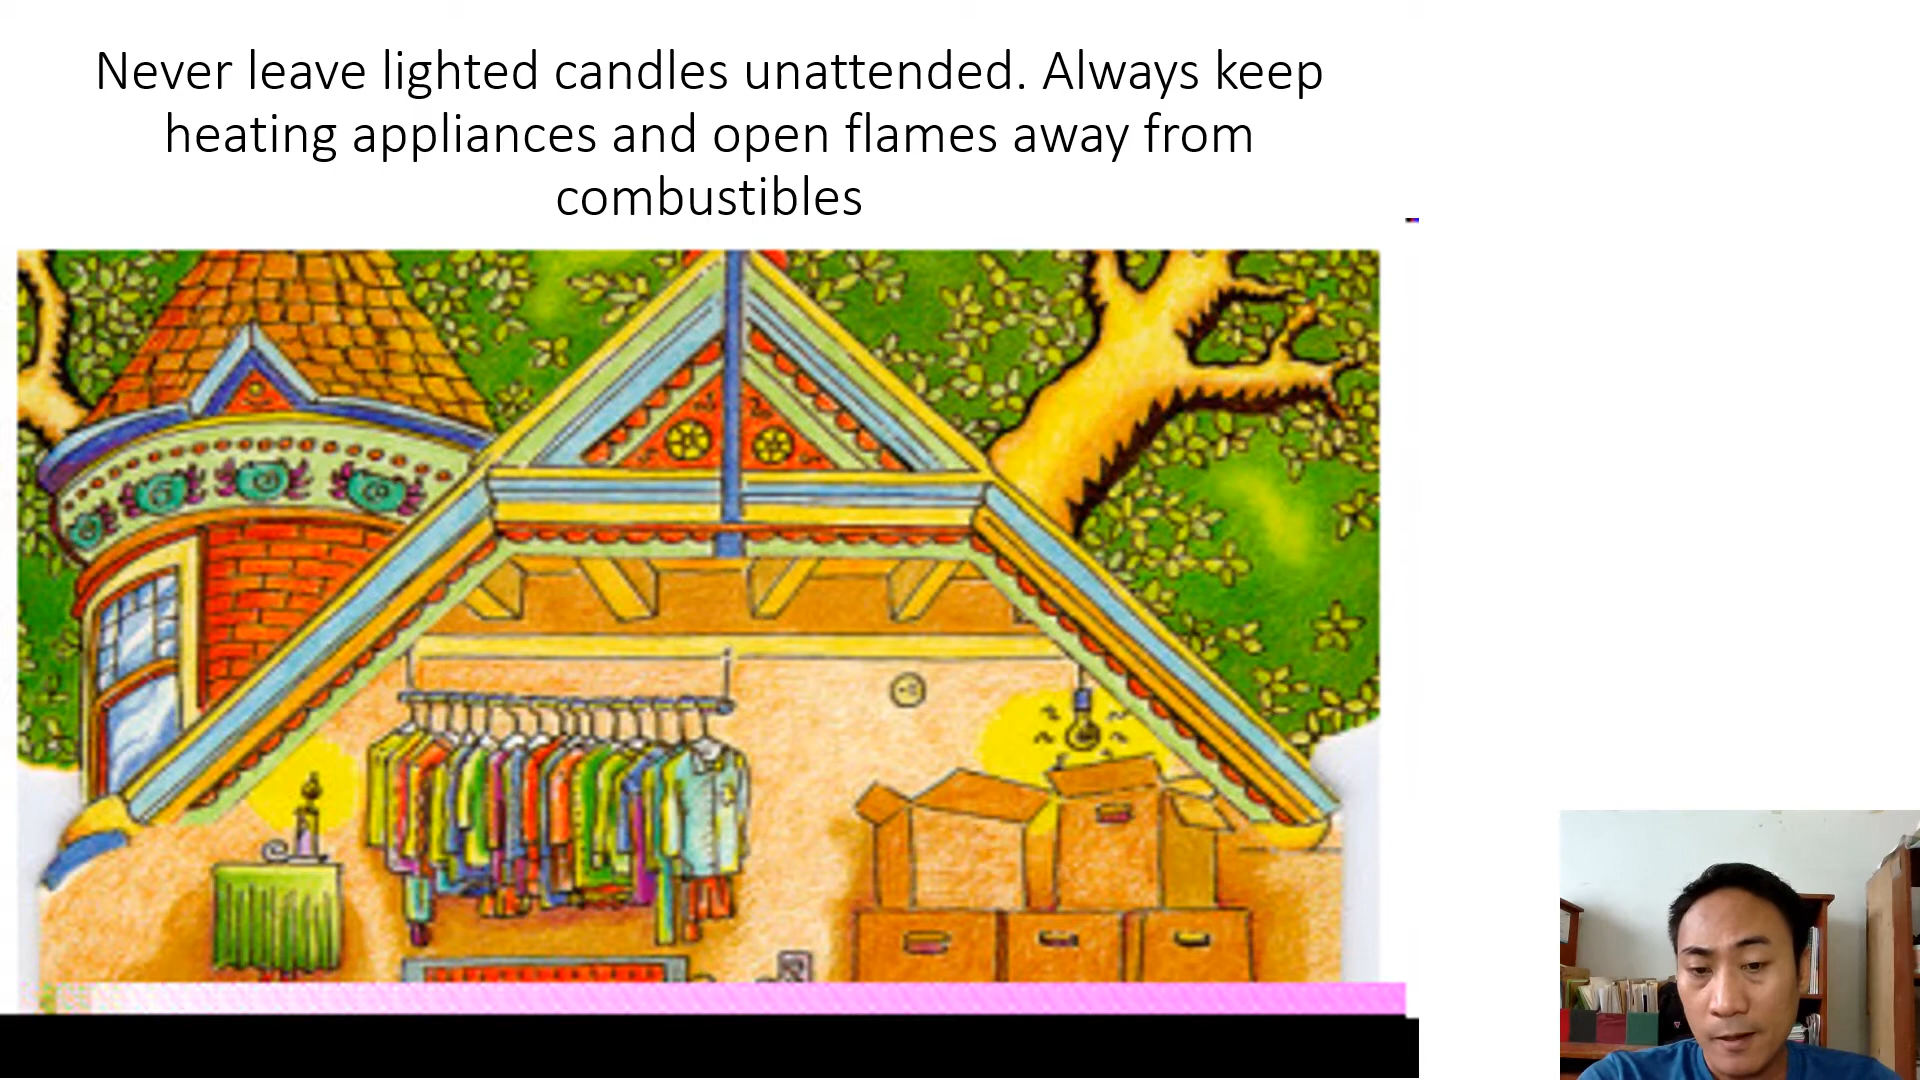 Never leave lighted candles unattended. Always keep
heating appliances and open flames away from
combustibles